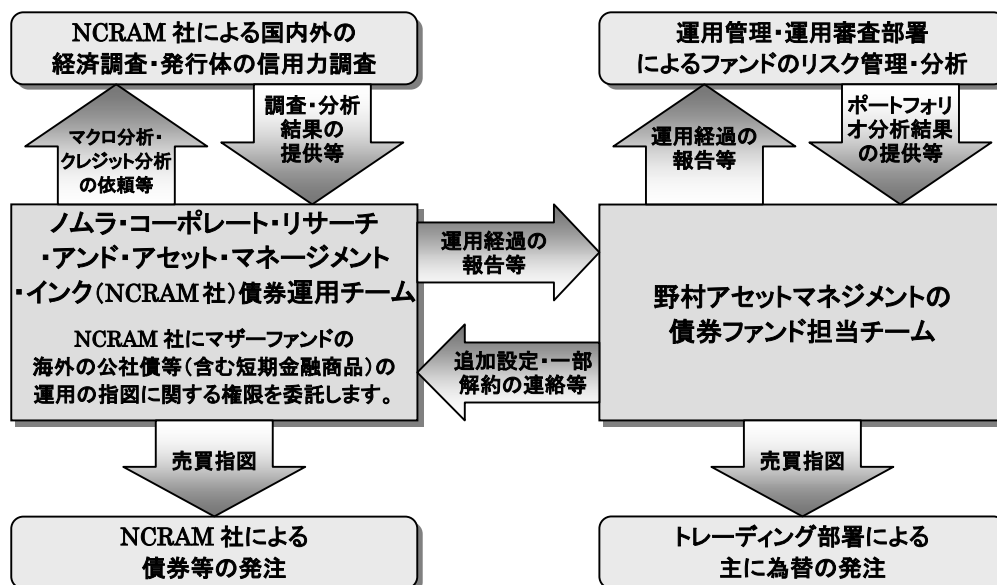 NCRAM 社による国内外の
経済調査・発行体の信用力調査
運用管理・運用審査部署
によるファンドのリスク管理・分析
マクロ分析・
クレジット分析
の依頼等
調査・分析
結果の
提供等
運用経過の
報告等
ポートフォリ
オ分析結果
の提供等
ノムラ・コーポレート・リサーチ
・アンド・アセット・マネージメント
・インク(NCRAM 社)債券運用チーム
NCRAM 社にマザーファンドの
海外の公社債等(含む短期金融商品)の
運用の指図に関する権限を委託します。
運用経過の
報告等
追加設定・一部
解約の連絡等
野村アセットマネジメントの
債券ファンド担当チーム
売買指図
売買指図
NCRAM 社による
債券等の発注
トレーディング部署による
主に為替の発注